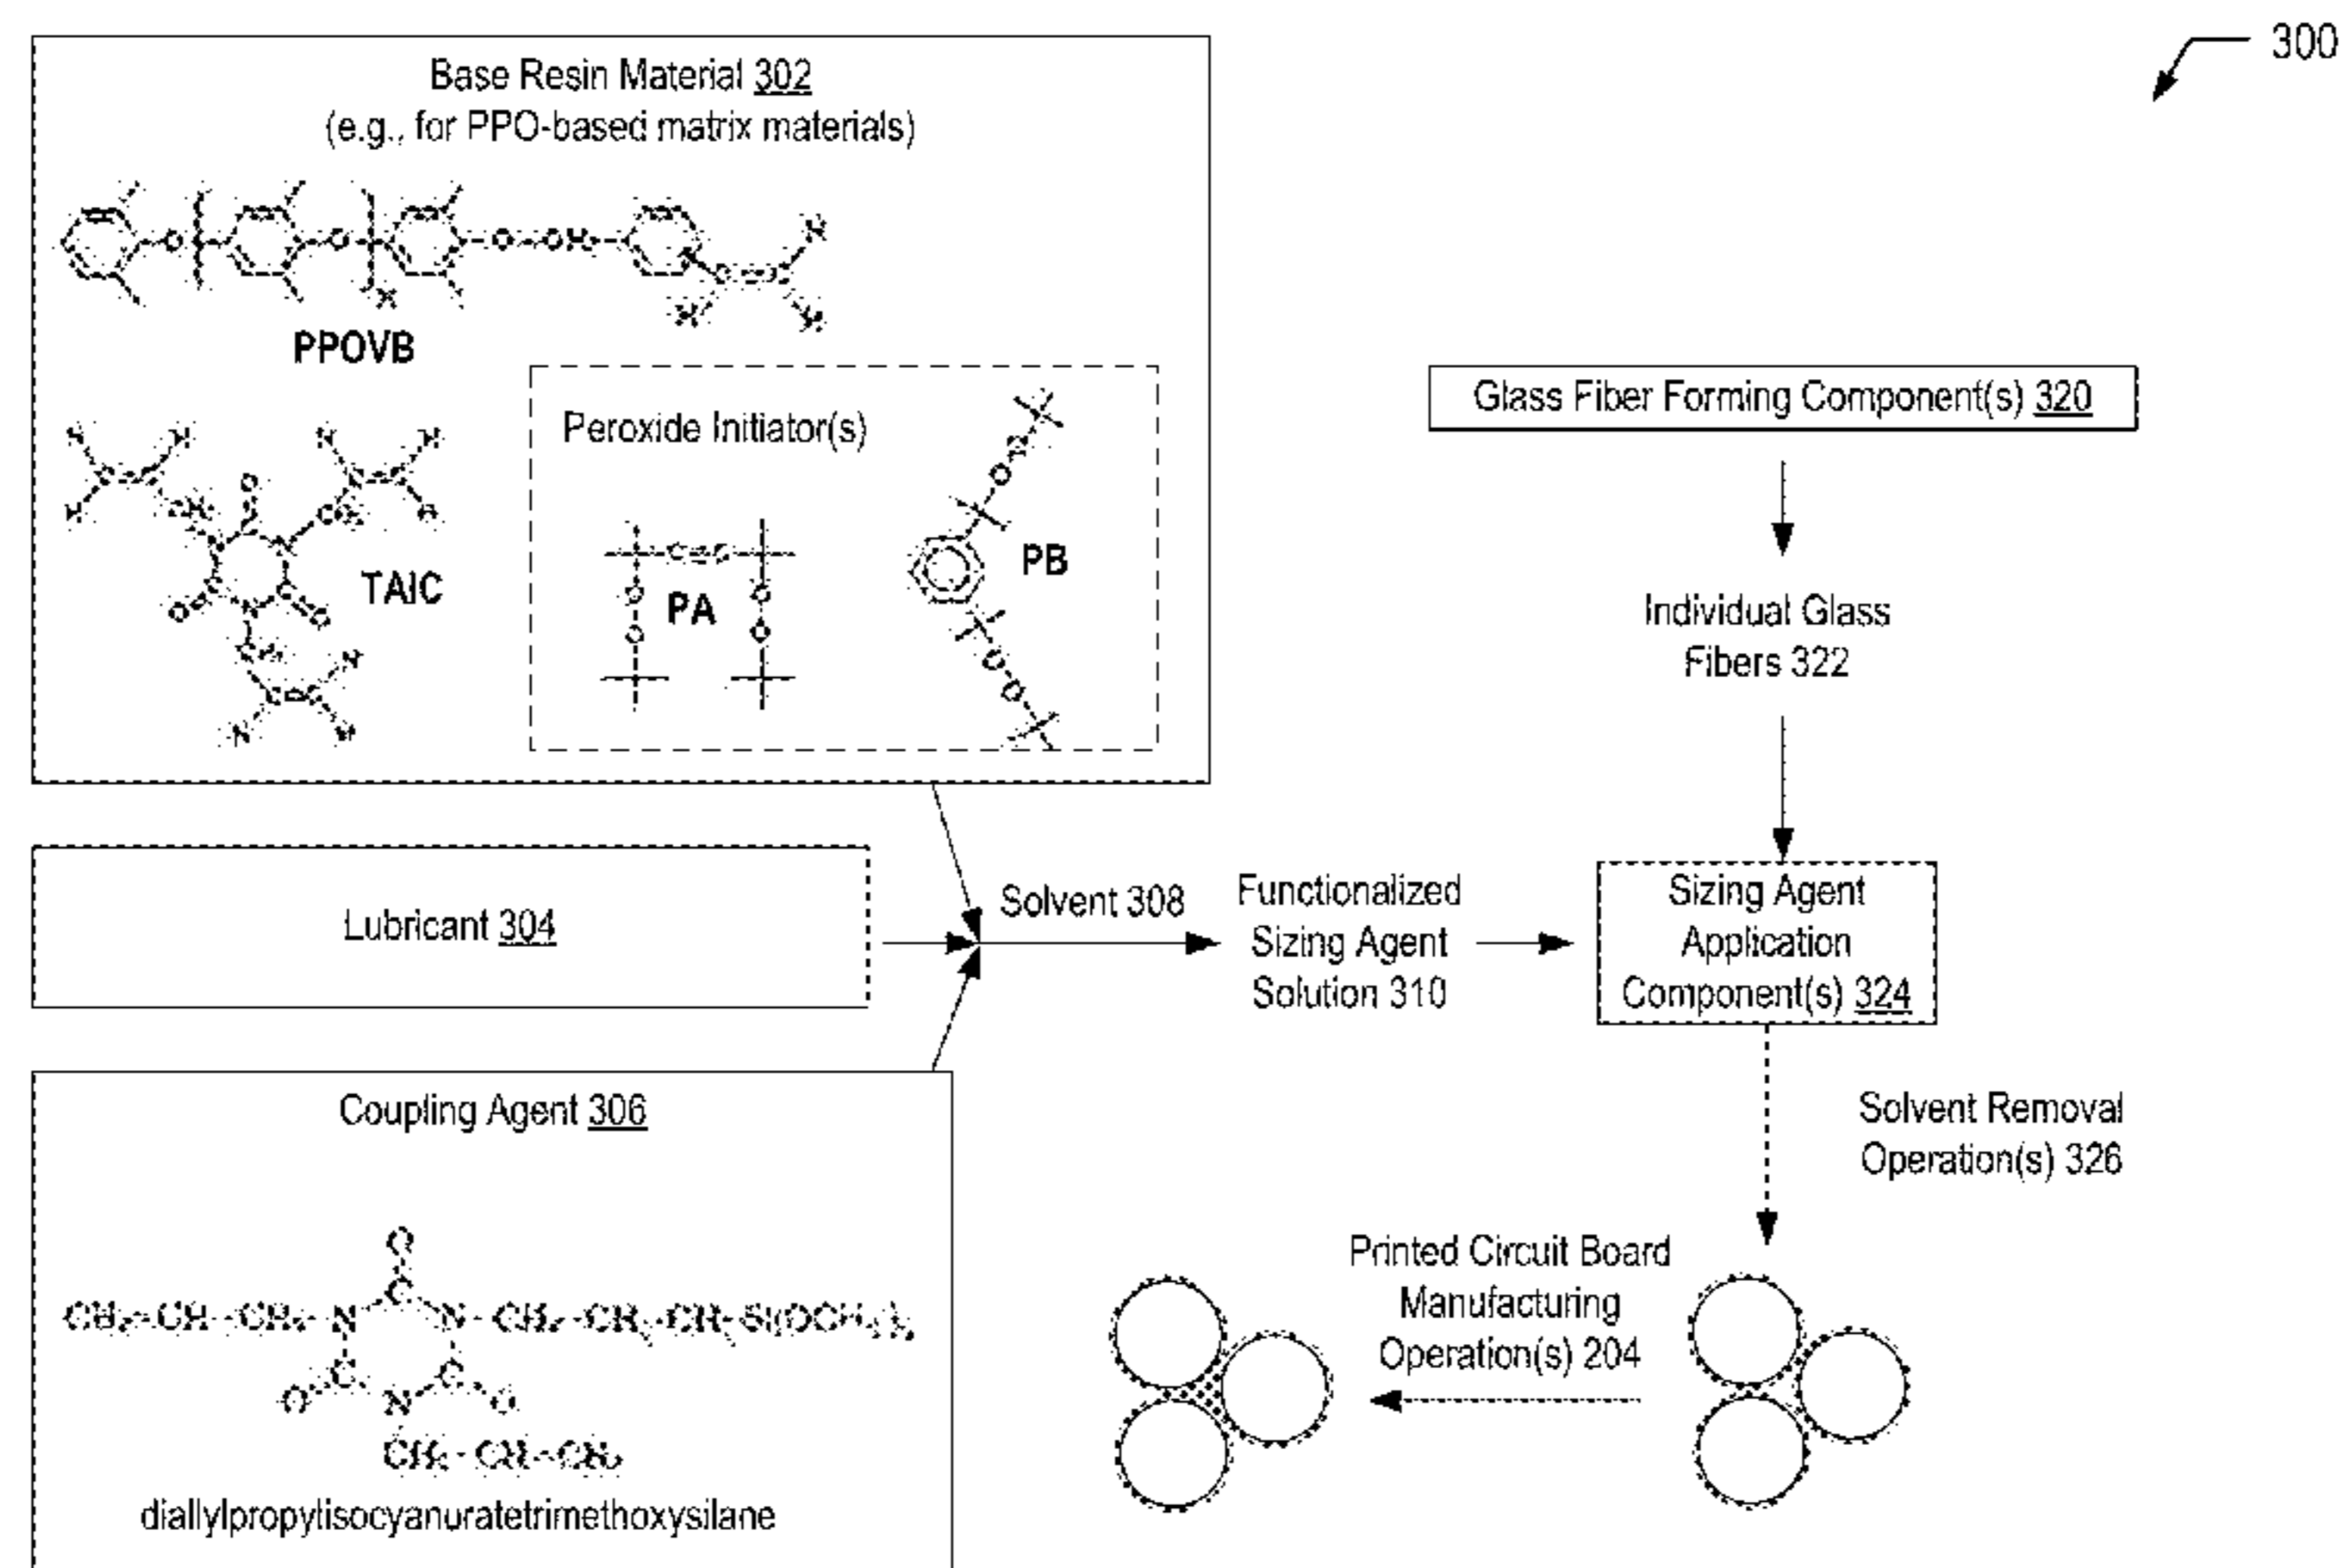 300
Base Resin Material 302
(e.g., for PPO-based matrix materials)
PPOVB
Peroxide Initiator(s)
TAIC
PA
PB
Glass Fiber Forming Component(s) 320
Individual Glass
Fibers 322
Lubricant 304
Solvent 308
Functionalized
Sizing Agent
Solution 310
Sizing Agent
Application
Component(s) 324
Coupling Agent 306
diallylpropylisocyanuratetrimethoxysilane
Solvent Removal
Operation(s) 326
Printed Circuit Board
Manufacturing
Operation(s) 204